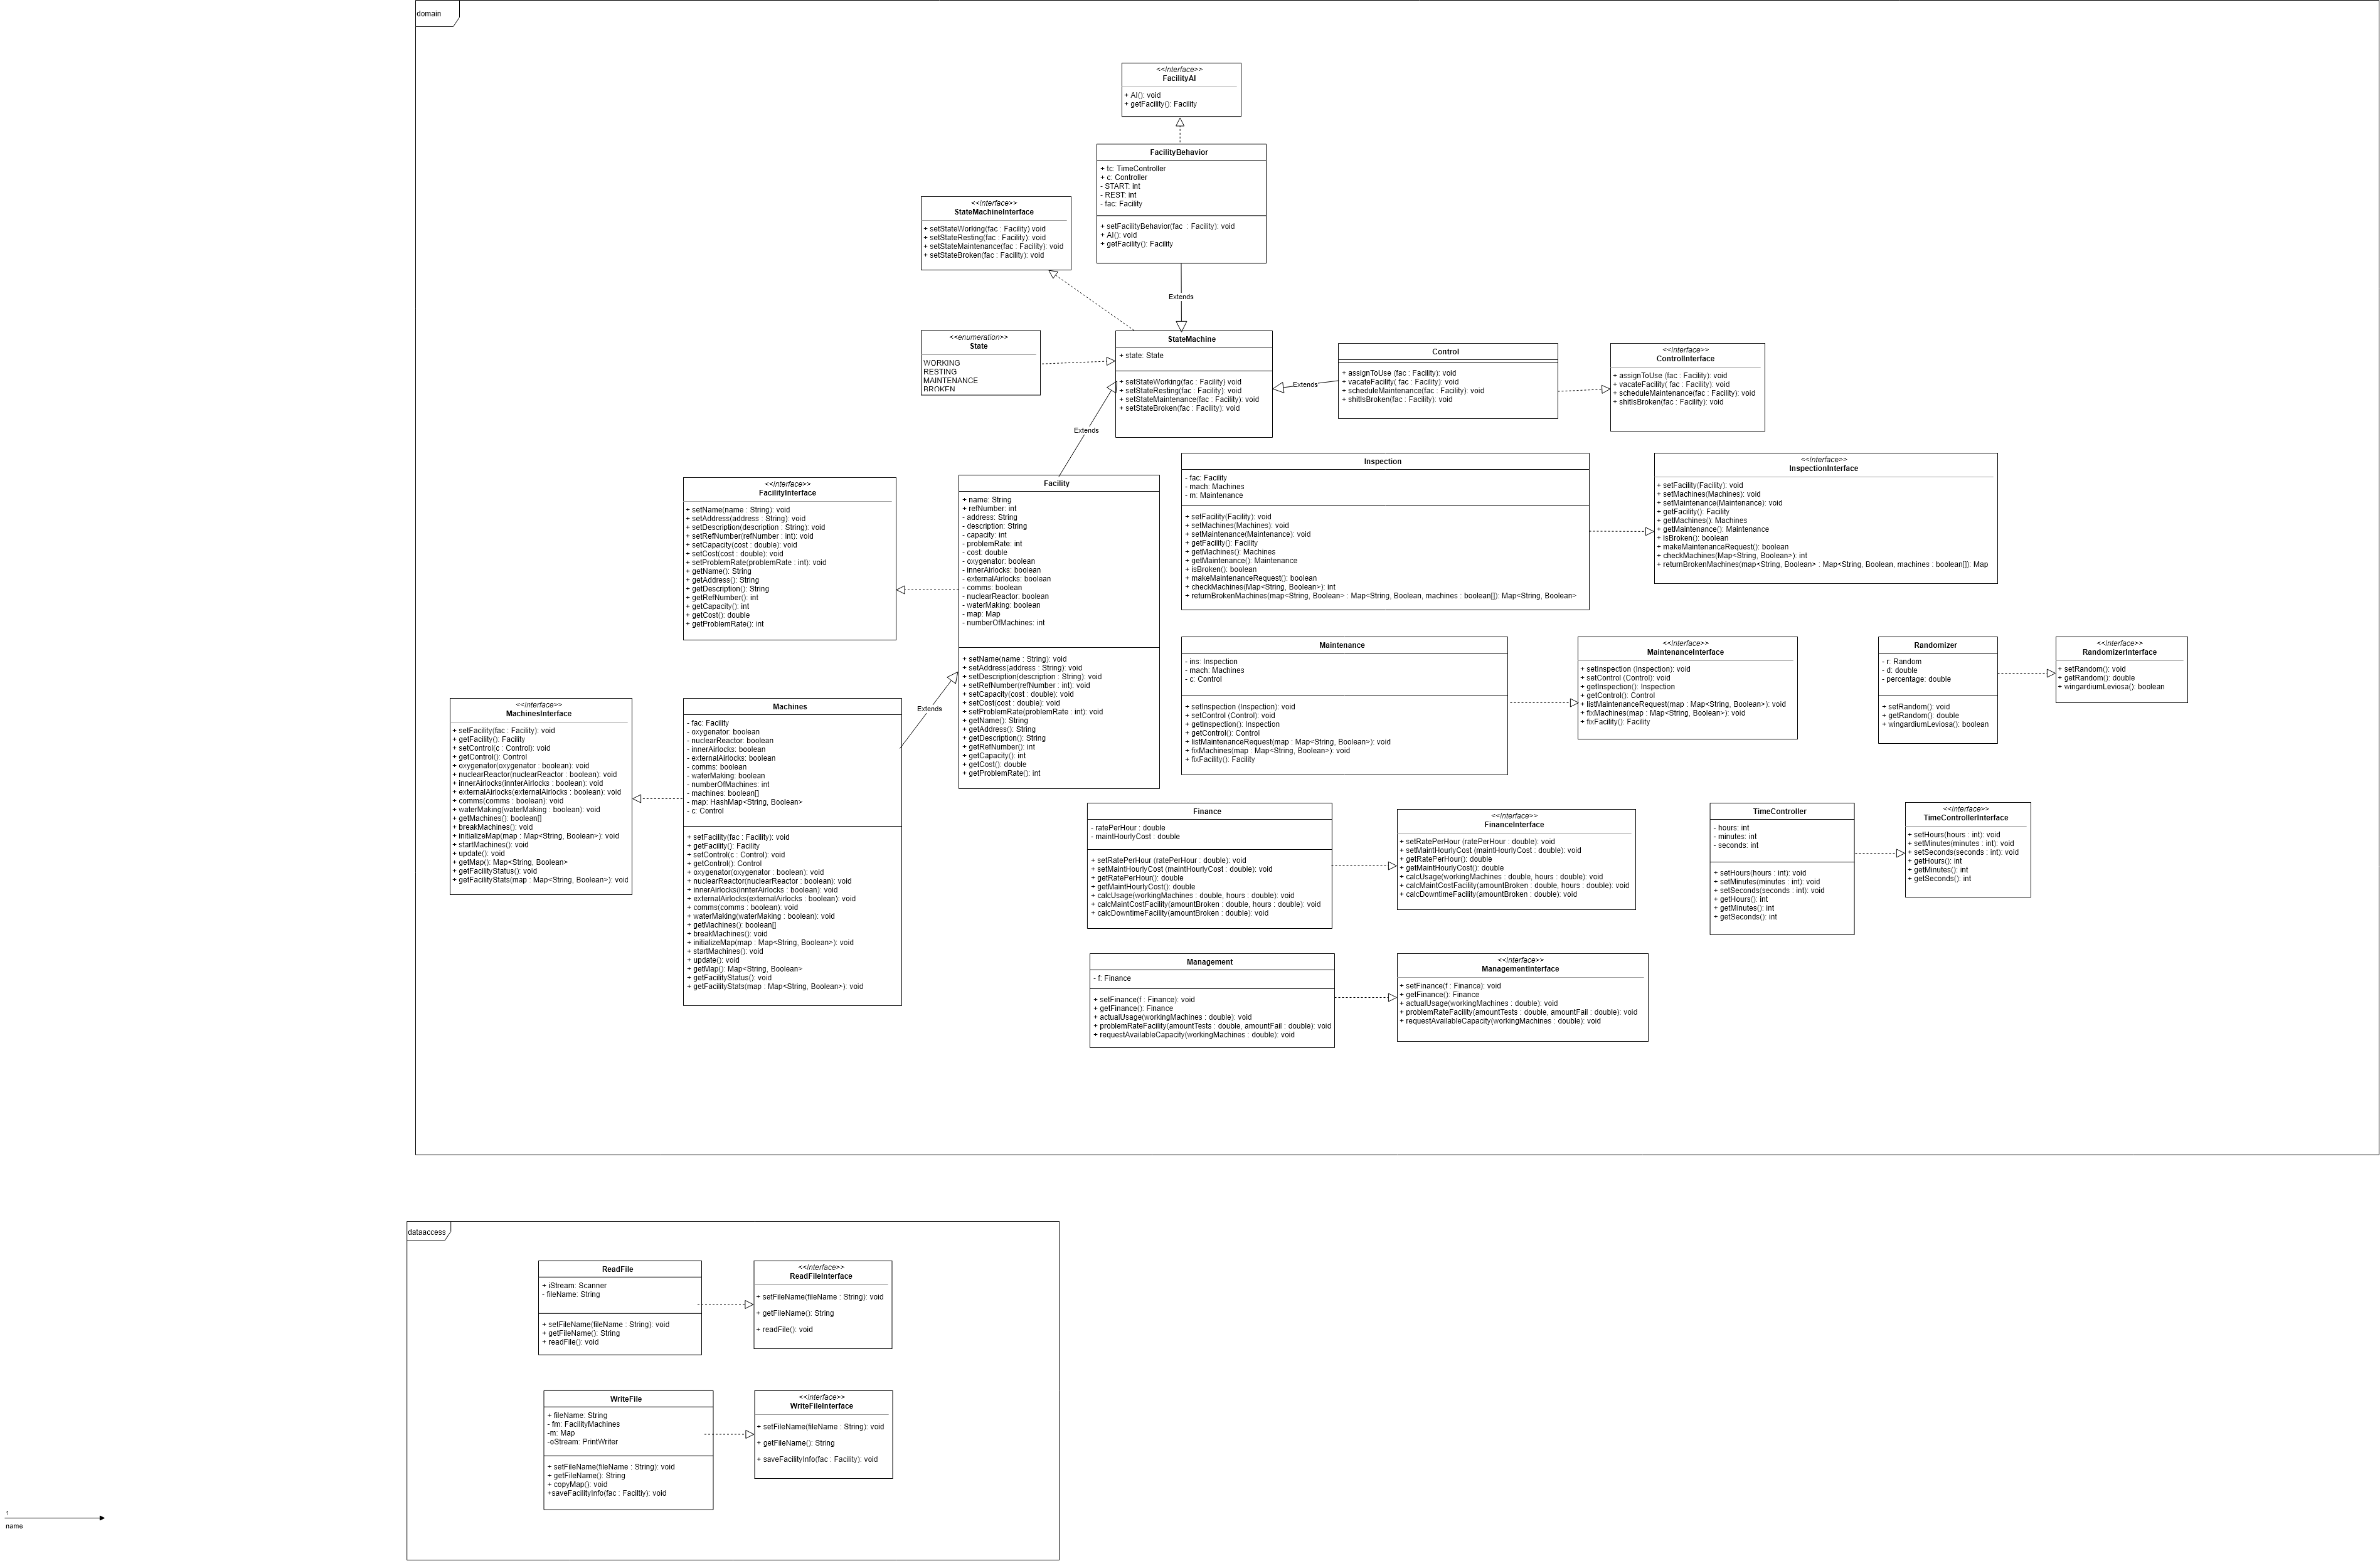 domain
<<interface>>
FacilityAI
+ AI(): void
+ getFacility(): Facility
FacilityBehavior
+ tc: TimeController
+ c: Controller
- START: int
- REST: int
- fac: Facility
+ setFacilityBehavior(fac : Facility): void
+ AI(): void
+ getFacility(): Facility
<<interface>>
StateMachineInterface
+ setStateWorking(fac : Facility) void
+ setStateResting(fac : Facility): void
+ setStateMaintenance(fac : Facility): void
+ setStateBroken(fac : Facility): void
Extends
<<enumeration>>
State
WORKING
RESTING
MAINTENANCE
BROKEN
StateMachine
+ state: State
+ setStateWorking(fac : Facility) void
+ setStateResting(fac : Facility): void
+ setStateMaintenance(fac : Facility): void
+ setStateBroken(fac : Facility): void
Extends
Control
+ assignToUse (fac : Facility): void
+ vacateFacility( fac : Facility): void
+ scheduleMaintenance(fac : Facility): void
+ shitIsBroken(fac : Facility): void
<<interface>>
ControlInterface
+ assignToUse (fac : Facility): void
+ vacateFacility( fac : Facility): void
+ scheduleMaintenance(fac : Facility): void
+ shitIsBroken(fac : Facility): void
Extends
<<interface>>
FacilityInterface
+ setName(name : String): void
+ setAddress(address : String): void
+ setDescription(description : String): void
+ setRefNumber(refNumber : int): void
+ setCapacity(cost : double): void
+ setCost(cost : double): void
+ setProblemRate(problemRate : int): void
+ getName(): String
+ getAddress(): String
+ getDescription(): String
+ getRefNumber(): int
+ getCapacity(): int
+ getCost(): double
+ getProblemRate(): int
Facility
+ name: String
+ refNumber: int
- address: String
- description: String
- capacity: int
- problemRate: int
- cost: double
- oxygenator: boolean
- innerAirlocks: boolean
- externalAirlocks: boolean
- comms: boolean
- nuclearReactor: boolean
- waterMaking: boolean
- map: Map
- numberOfMachines: int
+ setName(name : String): void
+ setAddress(address : String): void
+ setDescription(description : String): void
+ setRefNumber(refNumber : int): void
+ setCapacity(cost : double): void
+ setCost(cost : double): void
+ setProblemRate(problemRate : int): void
+ getName(): String
+ getAddress(): String
+ getDescription(): String
+ getRefNumber(): int
+ getCapacity(): int
+ getCost(): double
+ getProblemRate(): int
Inspection
- fac: Facility
- mach: Machines
- m: Maintenance
+ setFacility(Facility): void
+ setMachines(Machines): void
+ setMaintenance(Maintenance): void
+ getFacility(): Facility
+ getMachines(): Machines
+ getMaintenance(): Maintenance
+ isBroken(): boolean
+ makeMaintenanceRequest(): boolean
+ checkMachines(Map<String, Boolean>): int
+ returnBrokenMachines(map<String, Boolean> : Map<String, Boolean, machines : boolean[]): Map<String, Boolean>
<<interface>>
InspectionInterface
+ setFacility(Facility): void
+ setMachines(Machines): void
+ setMaintenance(Maintenance): void
+ getFacility(): Facility
+ getMachines(): Machines
+ getMaintenance(): Maintenance
+ isBroken(): boolean
+ makeMaintenanceRequest(): boolean
+ checkMachines(Map<String, Boolean>): int
+ returnBrokenMachines(map<String, Boolean> : Map<String, Boolean, machines : boolean[]): Map
Maintenance
- ins: Inspection
- mach: Machines
- c: Control
+ setInspection (Inspection): void
+ setControl (Control): void
+ getInspection(): Inspection
+ getControl(): Control
+ listMaintenanceRequest(map : Map<String, Boolean>): void
+ fixMachines(map : Map<String, Boolean>): void
+ fixFacility(): Facility
<<interface>>
MaintenanceInterface
+ setInspection (Inspection): void
+ setControl (Control): void
+ getInspection(): Inspection
+ getControl(): Control
+ listMaintenanceRequest(map : Map<String, Boolean>): void
+ fixMachines(map : Map<String, Boolean>): void
+ fixFacility(): Facility
Randomizer
- r: Random
- d: double
- percentage: double
+ setRandom(): void
+ getRandom(): double
+ wingardiumLeviosa(): boolean
<<interface>>
RandomizerInterface
+ setRandom(): void
+ getRandom(): double
+ wingardiumLeviosa(): boolean
<<interface>>
MachinesInterface
+ setFacility(fac : Facility): void
+ getFacility(): Facility
+ setControl(c : Control): void
+ getControl(): Control
+ oxygenator(oxygenator : boolean): void
+ nuclearReactor(nuclearReactor : boolean): void
+ innerAirlocks(innterAirlocks : boolean): void
+ externalAirlocks(externalAirlocks : boolean): void
+ comms(comms : boolean): void
+ waterMaking(waterMaking : boolean): void
+ getMachines(): boolean[]
+ breakMachines(): void
+ initializeMap(map : Map<String, Boolean>): void
+ startMachines(): void
+ update(): void
+ getMap(): Map<String, Boolean>
+ getFacilityStatus(): void
+ getFacilityStats(map : Map<String, Boolean>): void
Machines
- fac: Facility
- oxygenator: boolean
- nuclearReactor: boolean
- innerAirlocks: boolean
- externalAirlocks: boolean
- comms: boolean
- waterMaking: boolean
- numberOfMachines: int
- machines: boolean[]
- map: HashMap<String, Boolean>
- c: Control
+ setFacility(fac : Facility): void
+ getFacility(): Facility
+ setControl(c : Control): void
+ getControl(): Control
+ oxygenator(oxygenator : boolean): void
+ nuclearReactor(nuclearReactor : boolean): void
+ innerAirlocks(innterAirlocks : boolean): void
+ externalAirlocks(externalAirlocks : boolean): void
+ comms(comms : boolean): void
+ waterMaking(waterMaking : boolean): void
+ getMachines(): boolean[]
+ breakMachines(): void
+ initializeMap(map : Map<String, Boolean>): void
+ startMachines(): void
+ update(): void
+ getMap(): Map<String, Boolean>
+ getFacilityStatus(): void
+ getFacilityStats(map : Map<String, Boolean>): void
Extends
Finance
- ratePerHour : double
- maintHourlyCost : double
+ setRatePerHour (ratePerHour : double): void
+ setMaintHourlyCost (maintHourlyCost : double): void
+ getRatePerHour(): double
+ getMaintHourlyCost(): double
+ calcUsage(workingMachines : double, hours : double): void
+ calcMaintCostFacility(amountBroken : double, hours : double): void
+ calcDowntimeFacility(amountBroken : double): void
<<interface>>
FinanceInterface
+ setRatePerHour (ratePerHour : double): void
+ setMaintHourlyCost (maintHourlyCost : double): void
+ getRatePerHour(): double
+ getMaintHourlyCost(): double
+ calcUsage(workingMachines : double, hours : double): void
+ calcMaintCostFacility(amountBroken : double, hours : double): void
+ calcDowntimeFacility(amountBroken : double): void
TimeController
- hours: int
- minutes: int
- seconds: int
+ setHours(hours : int): void
+ setMinutes(minutes : int): void
+ setSeconds(seconds : int): void
+ getHours(): int
+ getMinutes(): int
+ getSeconds(): int
<<interface>>
TimeControllerInterface
+ setHours(hours : int): void
+ setMinutes(minutes : int): void
+ setSeconds(seconds : int): void
+ getHours(): int
+ getMinutes(): int
+ getSeconds(): int
Management
- f: Finance
+ setFinance(f : Finance): void
+ getFinance(): Finance
+ actualUsage(workingMachines : double): void
+ problemRateFacility(amountTests : double, amountFail : double): void
+ requestAvailableCapacity(workingMachines : double): void
<<interface>>
ManagementInterface
+ setFinance(f : Finance): void
+ getFinance(): Finance
+ actualUsage(workingMachines : double): void
+ problemRateFacility(amountTests : double, amountFail : double): void
+ requestAvailableCapacity(workingMachines : double): void
dataaccess
ReadFile
+ iStream: Scanner
- fileName: String
+ setFileName(fileName : String): void
+ getFileName(): String
+ readFile(): void
<<interface>>
ReadFileInterface
+ setFileName(fileName : String): void
+ getFileName(): String
+ readFile(): void
WriteFile
+ fileName: String
- fm: FacilityMachines
-m: Map
-oStream: PrintWriter
+ setFileName(fileName : String): void
+ getFileName(): String
+ copyMap(): void
+saveFacilityInfo(fac : Faciltiy): void
<<interface>>
WriteFileInterface
+ setFileName(fileName : String): void
+ getFileName(): String
+ saveFacilityInfo(fac : Facility): void
1
name